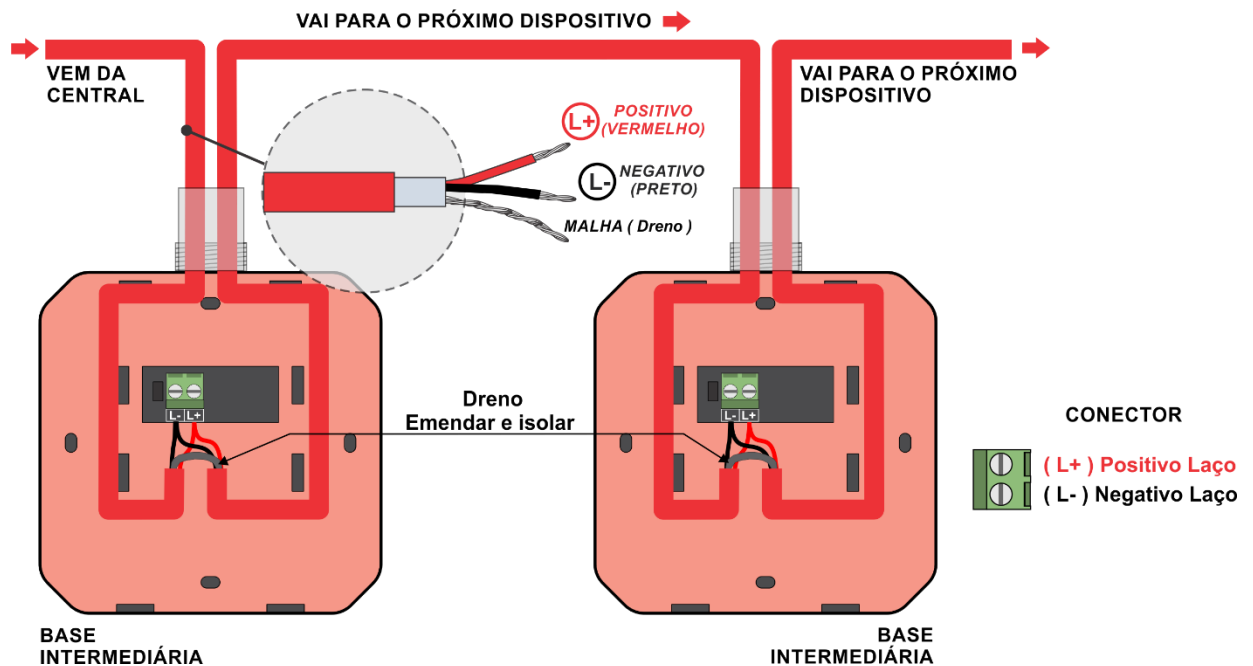 VAI PARA O PRÓXIMO DISPOSITIVO
VEM DA
CENTRAL
VAI PARA O PRÓXIMO
DISPOSITIVO
L+
POSITIVO
(VERMELHO)
L-
NEGATIVO
(PRETO)
MALHA ( Dreno )
L- L+
L- L+
Dreno
Emendar e isolar
CONECTOR
( L+ ) Positivo Laço
( L- ) Negativo Laço
BASE
INTERMEDIÁRIA
BASE
INTERMEDIÁRIA